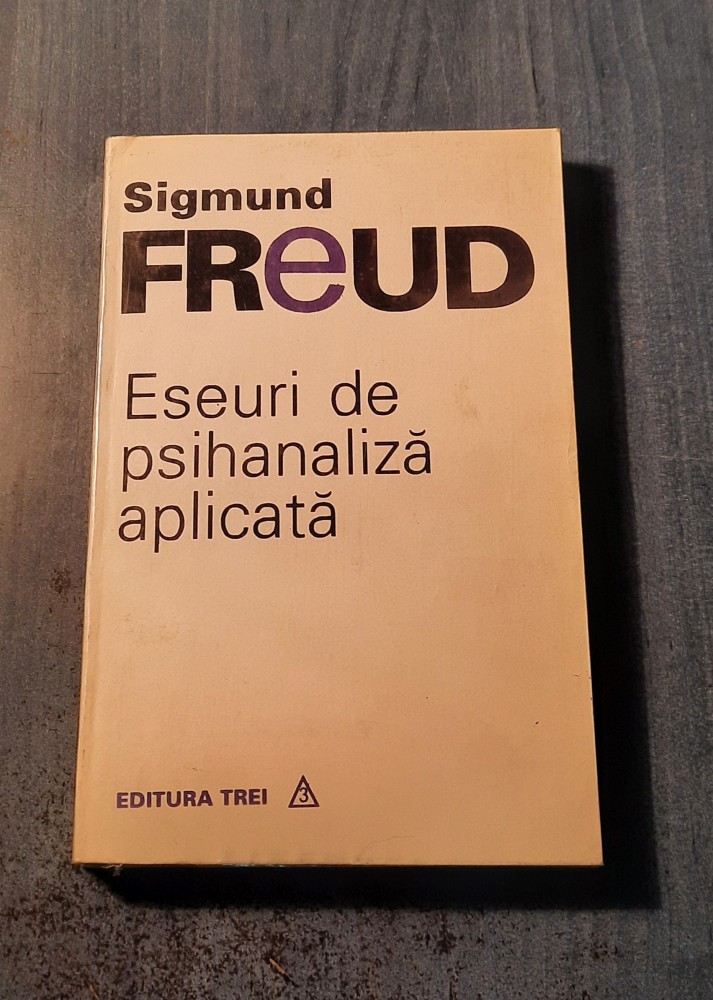 Sigmund
FReUD
Eseuri de
psihanaliză
aplicată
EDITURA TREI 3